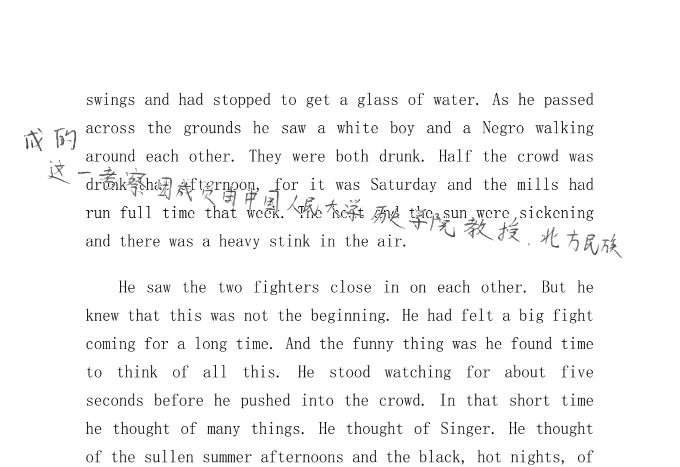 swings and had stopped to get a glass of water. As he passed
across the grounds he saw a white boy and a Negro walking
成的
around each other. They were both drunk. Half the crowd was
这一考察团成员由中国人民大学历史学院教授、北方民族
drunk that afternoon, for it was Saturday and the mills had
run full time that week. The heat and the sun were sickening
and there was a heavy stink in the air.
He saw the two fighters close in on each other. But he
knew that this was not the beginning. He had felt a big fight
coming for a long time. And the funny thing was he found time
to think of all this. He stood watching for about five
seconds before he pushed into the crowd. In that short time
he thought of many things. He thought of Singer. He thought
of the sullen summer afternoons and the black, hot nights, of